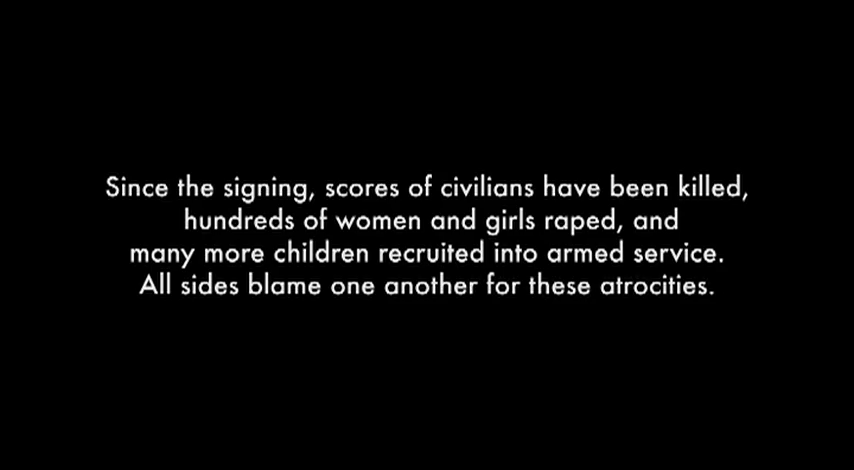 Since the signing, scores of civilians have been killed,
hundreds of women and girls raped, and
many more children recruited into armed service.
All sides blame one another for these atrocities.